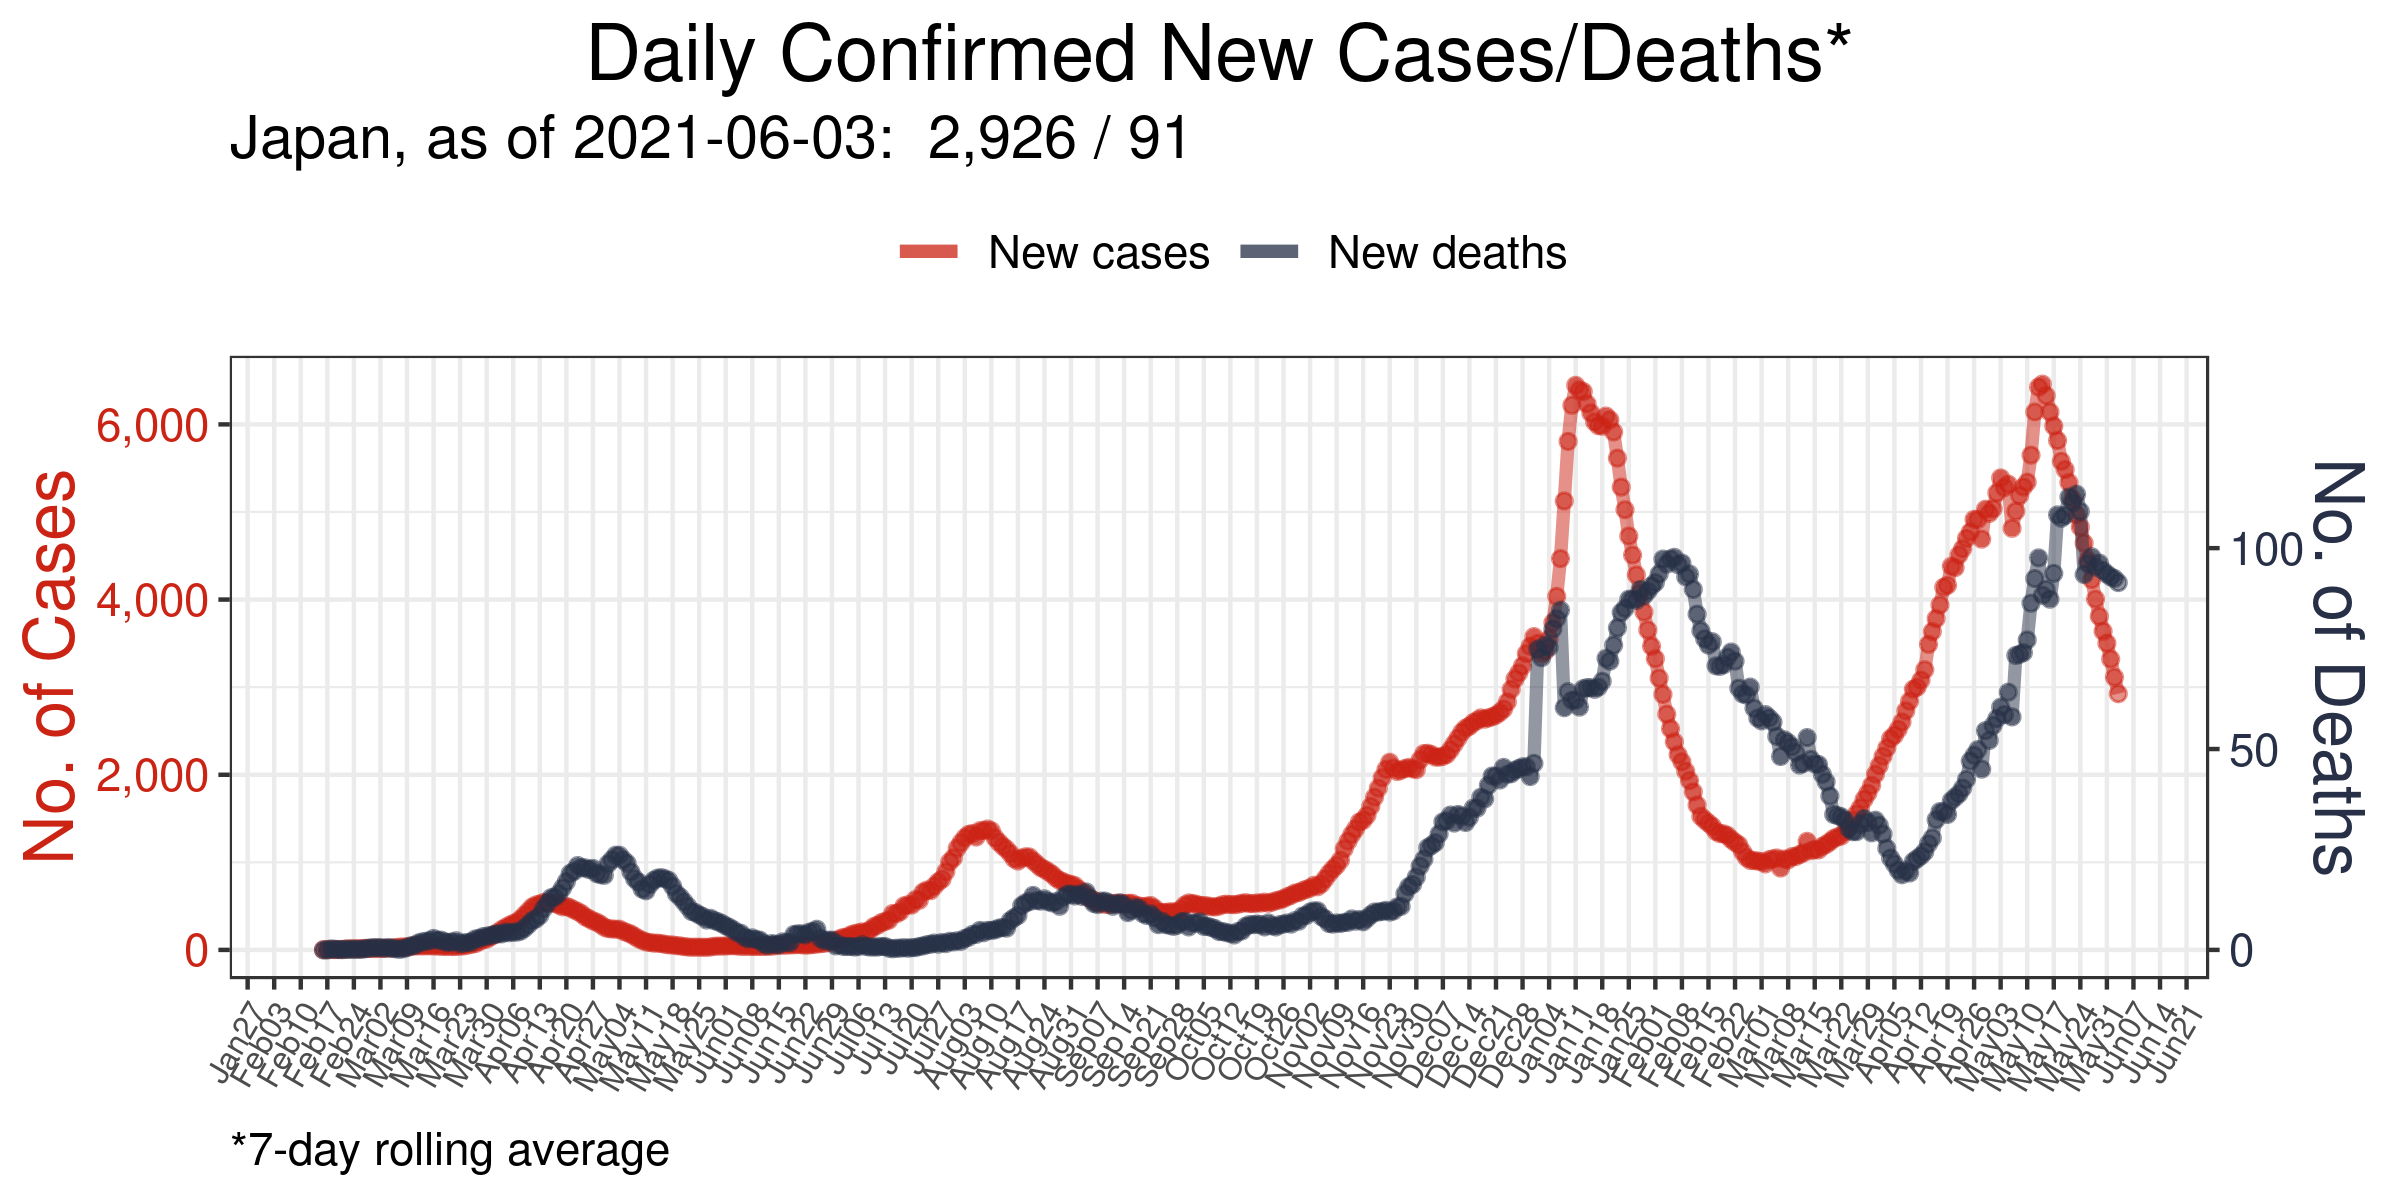 Daily Confirmed New Cases/Deaths*
Japan, as of 2021-06-03:  2,926 / 91
New cases
New deaths
No. of Cases
6,000
4,000
2,000
0
No. of Deaths
100
50
0
Jan27
Feb03
Feb10
Feb17
Feb24
Mar02
Mar09
Mar16
Mar23
Mar30
Apr06
Apr13
Apr20
Apr27
May04
May11
May18
May25
Jun01
Jun08
Jun15
Jun22
Jun29
Jul06
Jul13
Jul20
Jul27
Aug03
Aug10
Aug17
Aug24
Aug31
Sep07
Sep14
Sep21
Sep28
Oct05
Oct12
Oct19
Oct26
Nov02
Nov09
Nov16
Nov23
Nov30
Dec07
Dec14
Dec21
Dec28
Jan04
Jan11
Jan18
Jan25
Feb01
Feb08
Feb15
Feb22
Mar01
Mar08
Mar15
Mar22
Mar29
Apr05
Apr12
Apr19
Apr26
May03
May10
May17
May24
May31
Jun07
Jun14
Jun21
*7-day rolling average